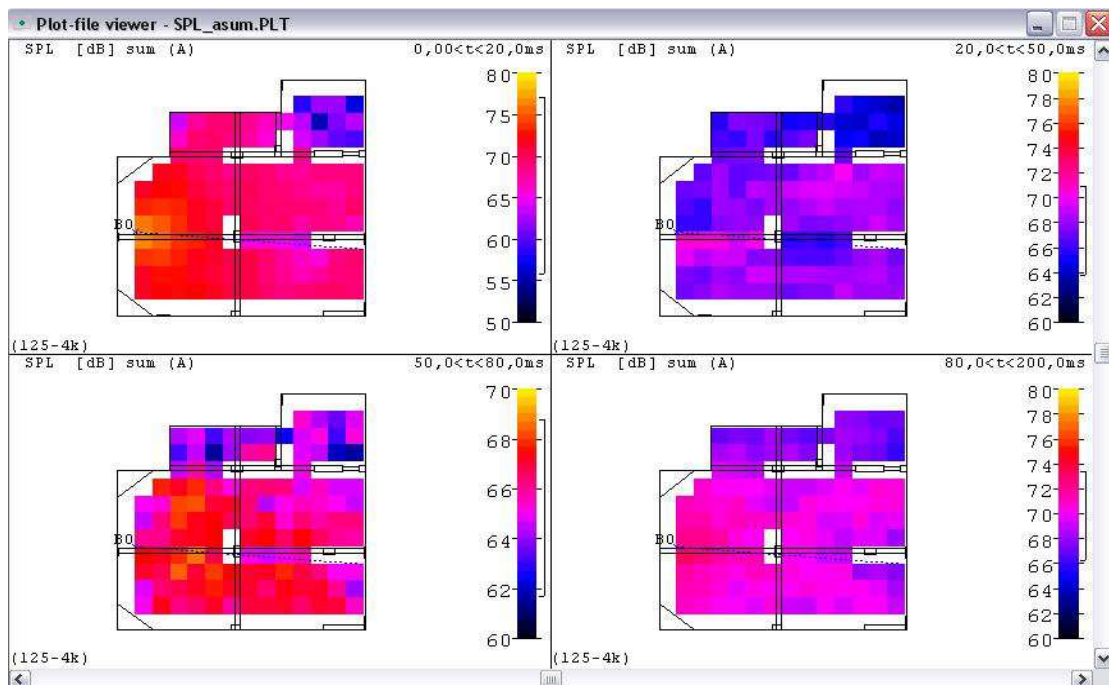 Plot-file viewer - SPL_asum.PLT
SPL [dB] sum (A) 0,00<t<20,0ms
80
75
70
65
60
55
50
B0
(125-4k)
SPL [dB] sum (A) 20,0<t<50,0ms
80
78
76
74
72
70
68
66
64
62
60
B0
(125-4k)
SPL [dB] sum (A) 50,0<t<80,0ms
70
68
66
64
62
60
B0
(125-4k)
SPL [dB] sum (A) 80,0<t<200,0ms
80
78
76
74
72
70
68
66
64
62
60
B0
(125-4k)